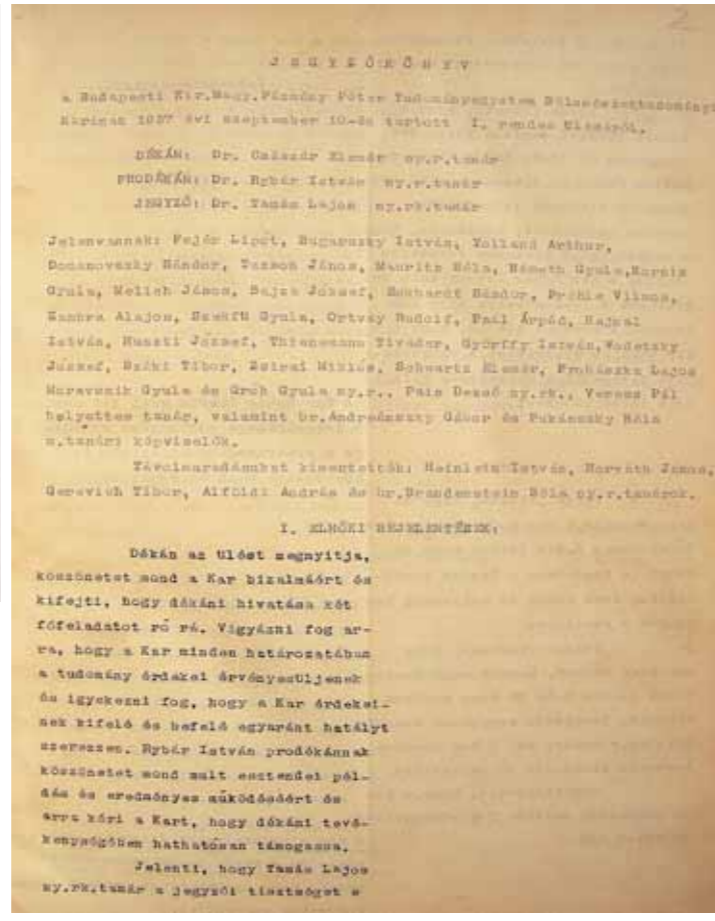 2
JEGYZŐKÖNYV
a Budapesti Kir.Magy.Pázmány Péter Tudományegyetem Bölcsészettudományi
Karának 1937 évi szeptember 10-én tartott I. rendes üléséről.
DÉKÁN: Dr. Császár Elemér ny.r.tanár
PRODÉKÁN: Dr. Rybár István ny.r.tanár
JEGYZŐ: Dr. Tamás Lajos ny.rk.tanár
Jelenvannak: Fejér Lipót, Bugarszky István, Yolland Arthur,
Domanovszky Sándor, Tuzson János, Mauritz Béla, Németh Gyula, Kornis
Gyula, Melich János, Bajza József, Eckhardt Sándor, Pröhle Vilmos,
Zambra Alajos, Szekfű Gyula, Ortvay Rudolf, Paál Árpád, Hajnal
István, Huszti József, Thienemann Tivadar, Györffy István, Vadetzky
József, Széki Tibor, Zsirai Miklós, Schwartz Elemér, Prohászka Lajos
Moravcsik Gyula és Groh Gyula ny.r., Pais Dezső ny.rk., Veress Pál
helyettes tanár, valamint br.Andreánszky Gábor és Pukánszky Béla
m.tanári képviselők.
Távolmaradásukat kimentették: Heinlein István, Horváth János,
Gerevich Tibor, Alföldi András és br.Brandenstein Béla ny.r.tanárok.
I. ELNÖKI BEJELENTÉSEK:
Dékán az ülést megnyitja,
köszönetet mond a Kar bizalmáért és
kifejti, hogy dékáni hivatása két
főfeladatot ró rá. Vigyázni fog ar-
ra, hogy a Kar minden határozatában
a tudomány érdekei érvényesüljenek
és igyekezni fog, hogy a Kar érdekei-
nek kifelé és befelé egyaránt hatályt
szerezzen. Rybár István prodékánnak
köszönetet mond mult esztendei pél-
dás és eredményes működéséért és
arra kéri a Kart, hogy dékáni tevé-
kenységében hathatósan támogassa.
Jelenti, hogy Tamás Lajos
ny.rk.tanár a jegyzői tisztséget e